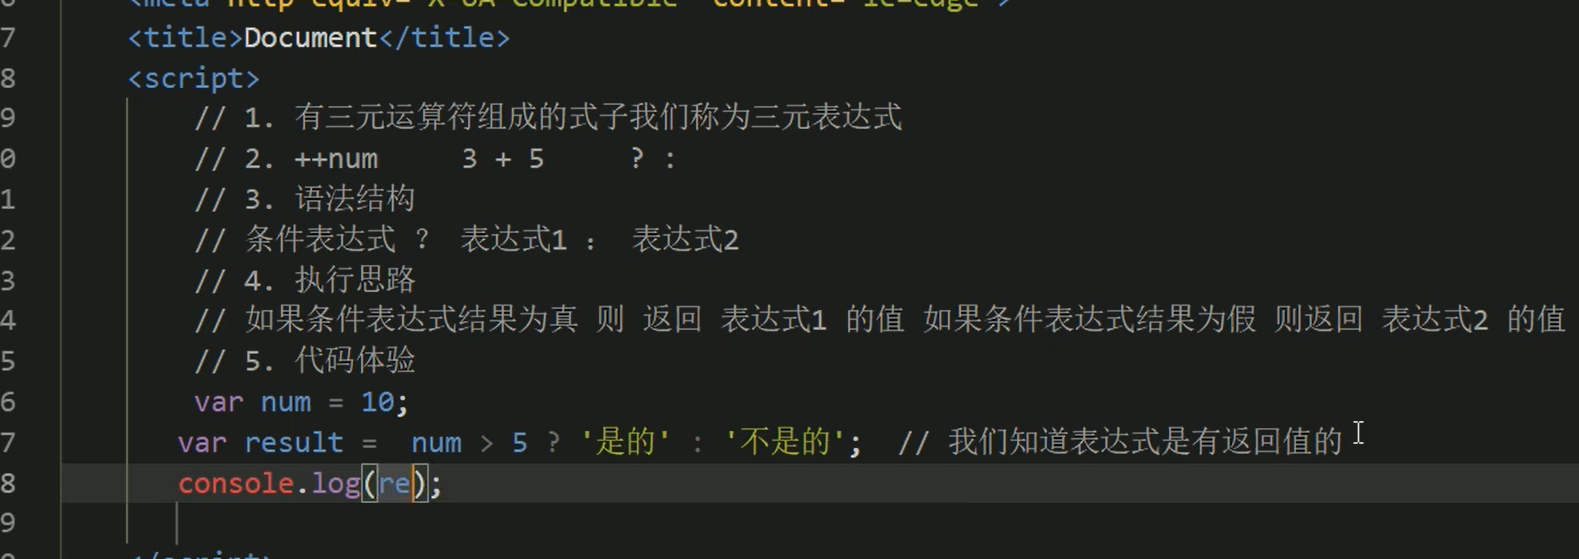 <meta http-equiv="X-UA-Compatible" content="ie=edge">
7 <title>Document</title>
8 <script>
9 // 1. 有三元运算符组成的式子我们称为三元表达式
0 // 2. ++num 3 + 5 ? :
1 // 3. 语法结构
2 // 条件表达式 ? 表达式1 : 表达式2
3 // 4. 执行思路
4 // 如果条件表达式结果为真 则 返回 表达式1 的值 如果条件表达式结果为假 则返回 表达式2 的值
5 // 5. 代码体验
6 var num = 10;
7 var result = num > 5 ? '是的' : '不是的'; // 我们知道表达式是有返回值的
8 console.log(re);
9
</script>